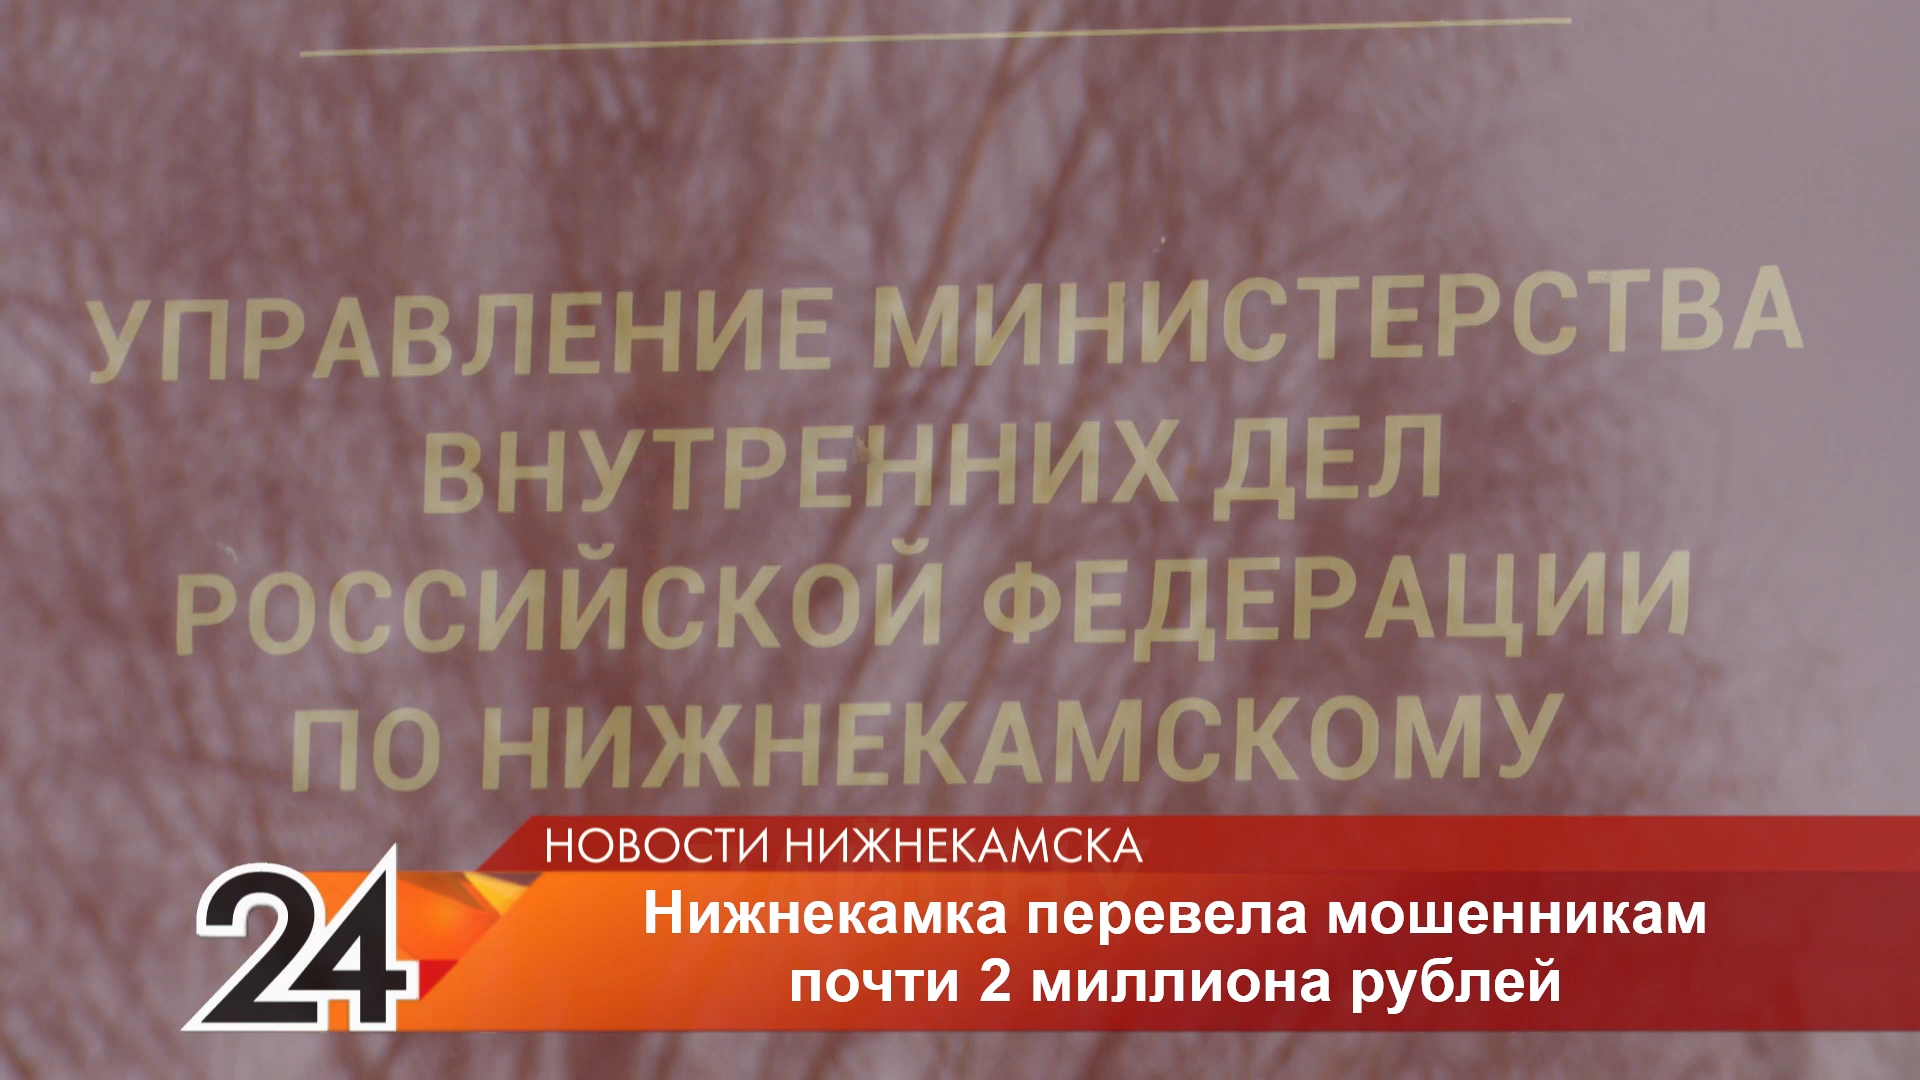 УПРАВЛЕНИЕ МИНИСТЕРСТВА
ВНУТРЕННИХ ДЕЛ
РОССИЙСКОЙ ФЕДЕРАЦИИ
ПО НИЖНЕКАМСКОМУ
НОВОСТИ НИЖНЕКАМСКА
24
Нижнекамка перевела мошенникам
почти 2 миллиона рублей